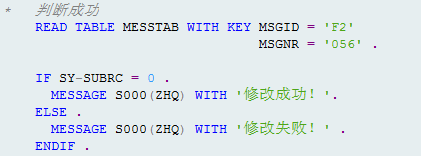 * 判断成功
READ TABLE MESSTAB WITH KEY MSGID = 'F2'
MSGNR = '056' .
IF SY-SUBRC = 0 .
MESSAGE S000(ZHQ) WITH '修改成功！'.
ELSE .
MESSAGE S000(ZHQ) WITH '修改失败！' .
ENDIF .